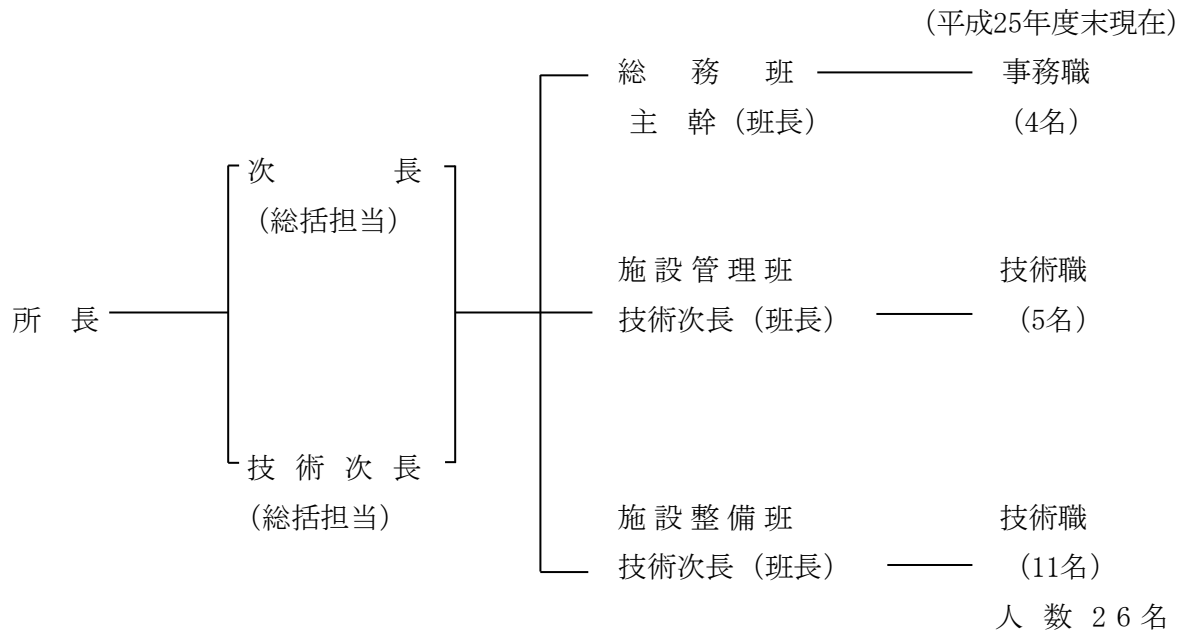 (平成25年度末現在)
総務班 事務職
主幹(班長) (4名)
次長
(総括担当)
施設管理班 技術職
所長 技術次長(班長) (5名)
技術次長
(総括担当)
施設整備班 技術職
技術次長(班長) (11名)
人数26名